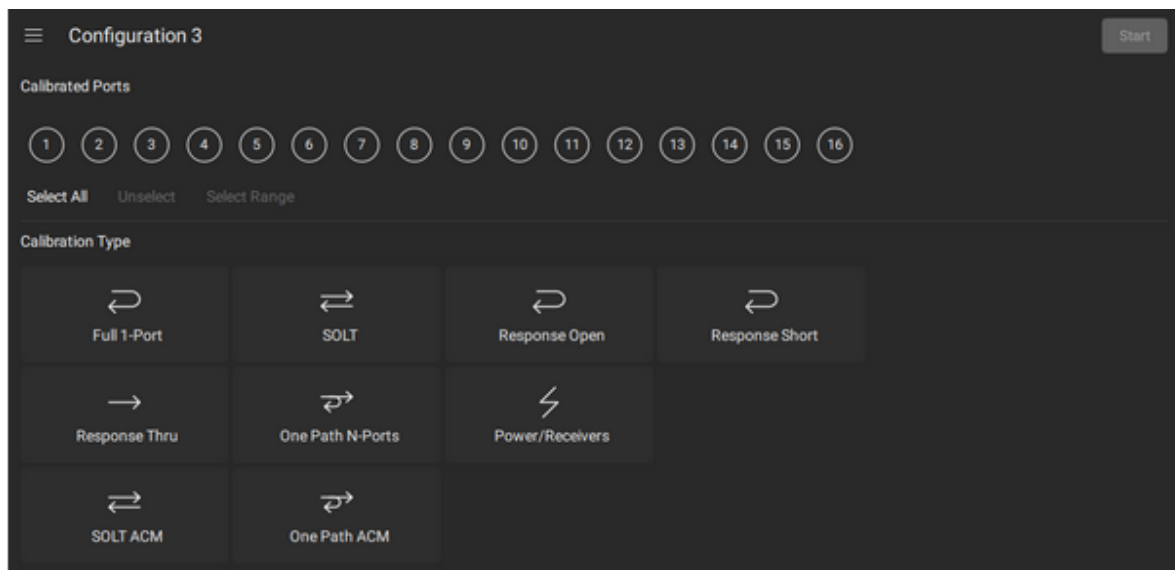 Configuration 3 Start
Calibrated Ports
1 2 3 4 5 6 7 8 9 10 11 12 13 14 15 16
Select All Unselect Select Range
Calibration Type
Full 1-Port SOLT Response Open Response Short
Response Thru One Path N-Ports Power/Receivers
SOLT ACM One Path ACM